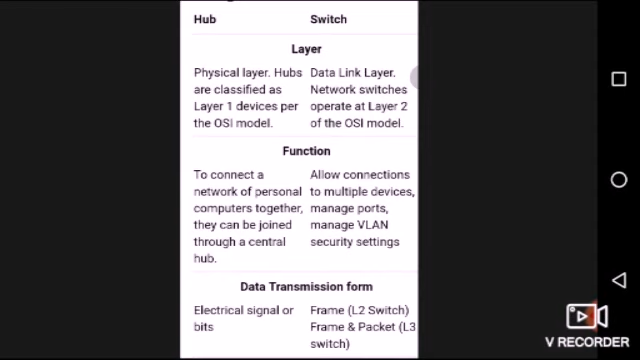 Hub Switch
Layer
Physical layer. Hubs Data Link Layer.
are classified as Network switches
Layer 1 devices per operate at Layer 2
the OSI model. of the OSI model.
Function
To connect a Allow connections
network of personal to multiple devices,
computers together, manage ports,
they can be joined manage VLAN
through a central security settings
hub.
Data Transmission form
Electrical signal or Frame (L2 Switch)
bits Frame & Packet (L3
switch)
V RECORDER